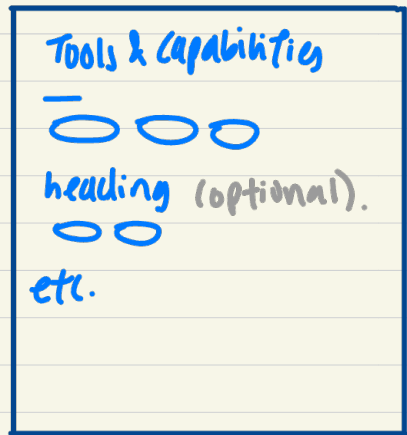 Tools & Capabilities
heading (optional).
etc.